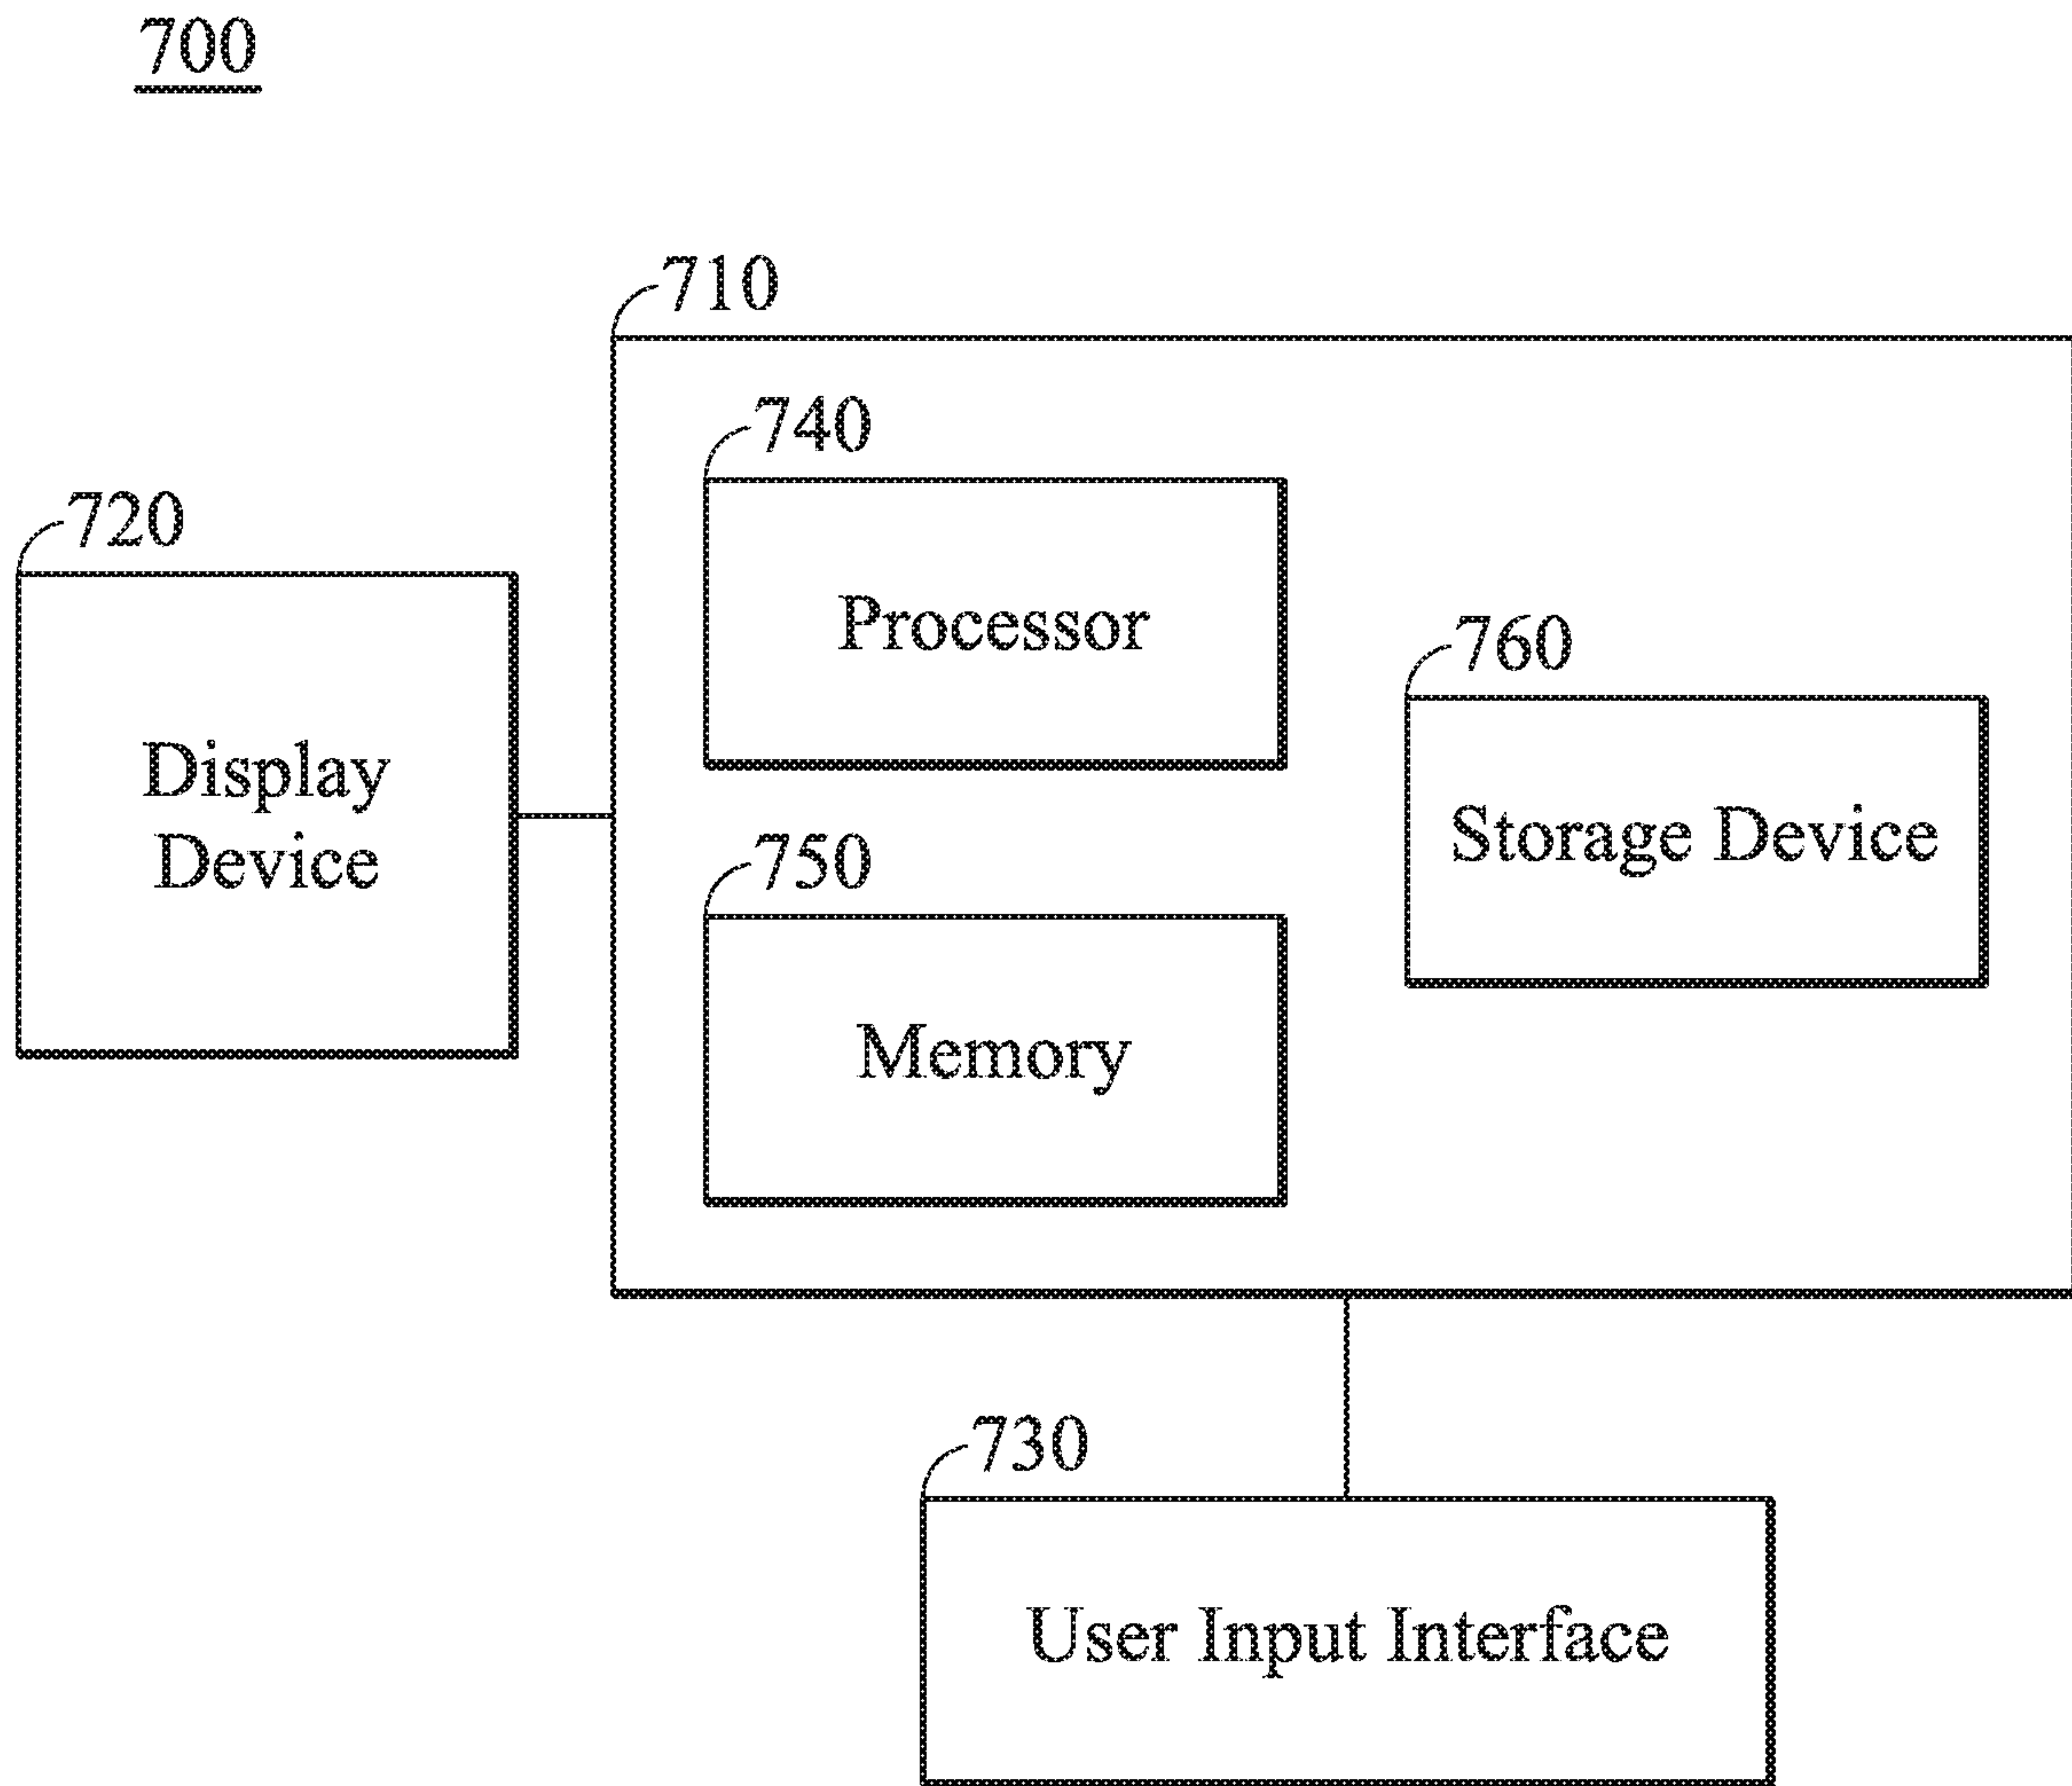 700
710
740
Processor
720
Display
Device
760
Storage Device
750
Memory
730
User Input Interface